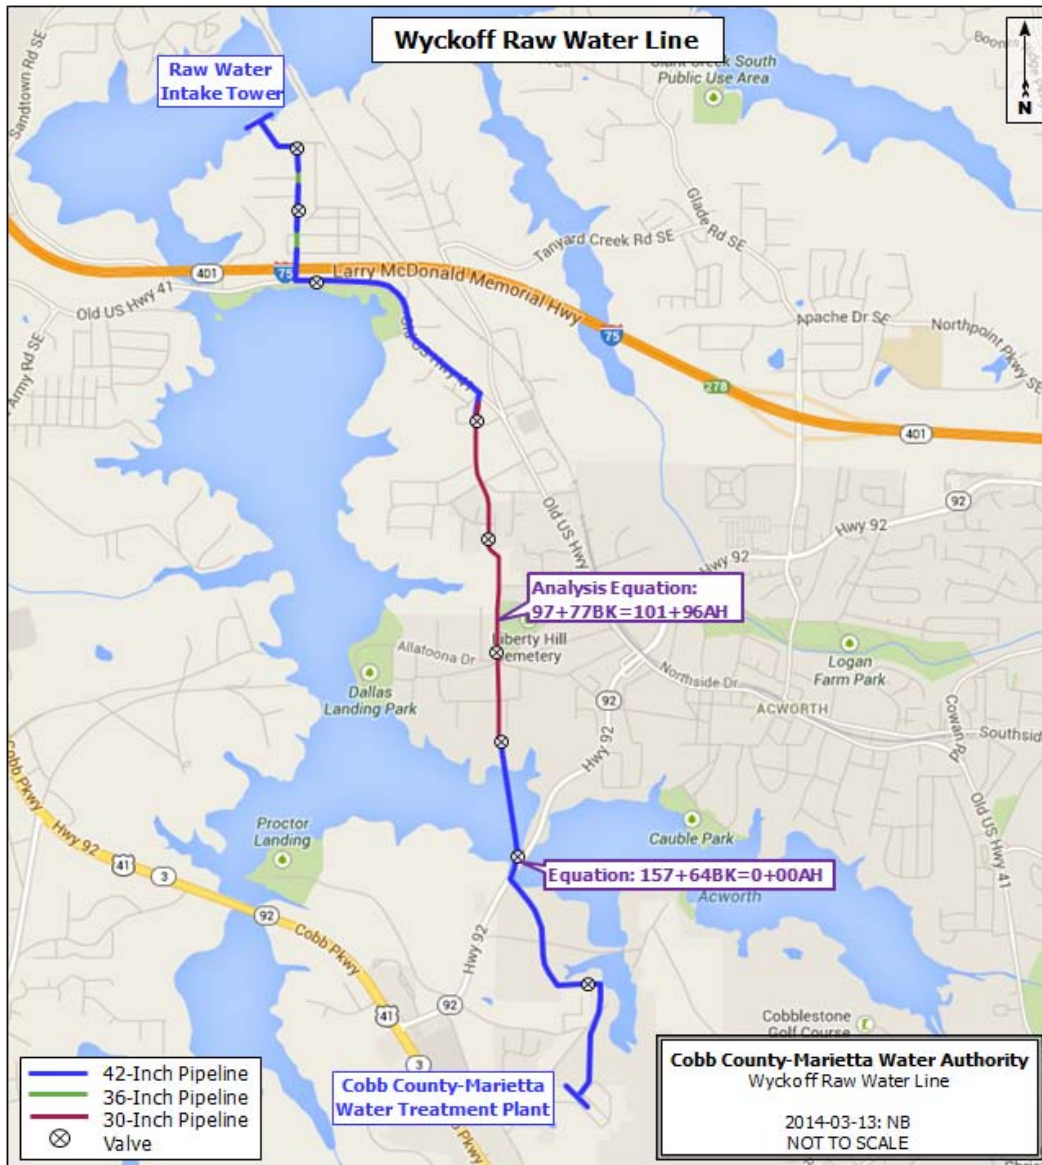 Wyckoff Raw Water Line
Raw Water
Intake Tower
Sandtown Rd SE
Boones
Clark Creek South
Public Use Area
N
Glade Rd SE
Tanyard Creek Rd SE
401
75
Larry McDonald Memorial Hwy
Old US Hwy 41
Army Rd SE
Old US Hwy 41
75
Apache Dr SE
Northpoint Pkwy SE
278
401
92
Old US Hwy
Hwy 92
Hwy 92
Analysis Equation:
97+77BK=101+96AH
Liberty Hill
Cemetery
Allatoona Dr
Dallas
Landing Park
Logan
Farm Park
Northside Dr
92
ACWORTH
Cowan Rd
Southside
Hwy 92
Cobb Pkwy
Hwy 92
Proctor
Landing
Cauble Park
Old US Hwy 41
41
3
Equation: 157+64BK=0+00AH
Acworth
92
Cobb Pkwy
Hwy 92
92
41
3
Cobblestone
Golf Course
42-Inch Pipeline
36-Inch Pipeline
30-Inch Pipeline
Valve
Cobb County-Marietta
Water Treatment Plant
Cobb County-Marietta Water Authority
Wyckoff Raw Water Line
2014-03-13: NB
NOT TO SCALE